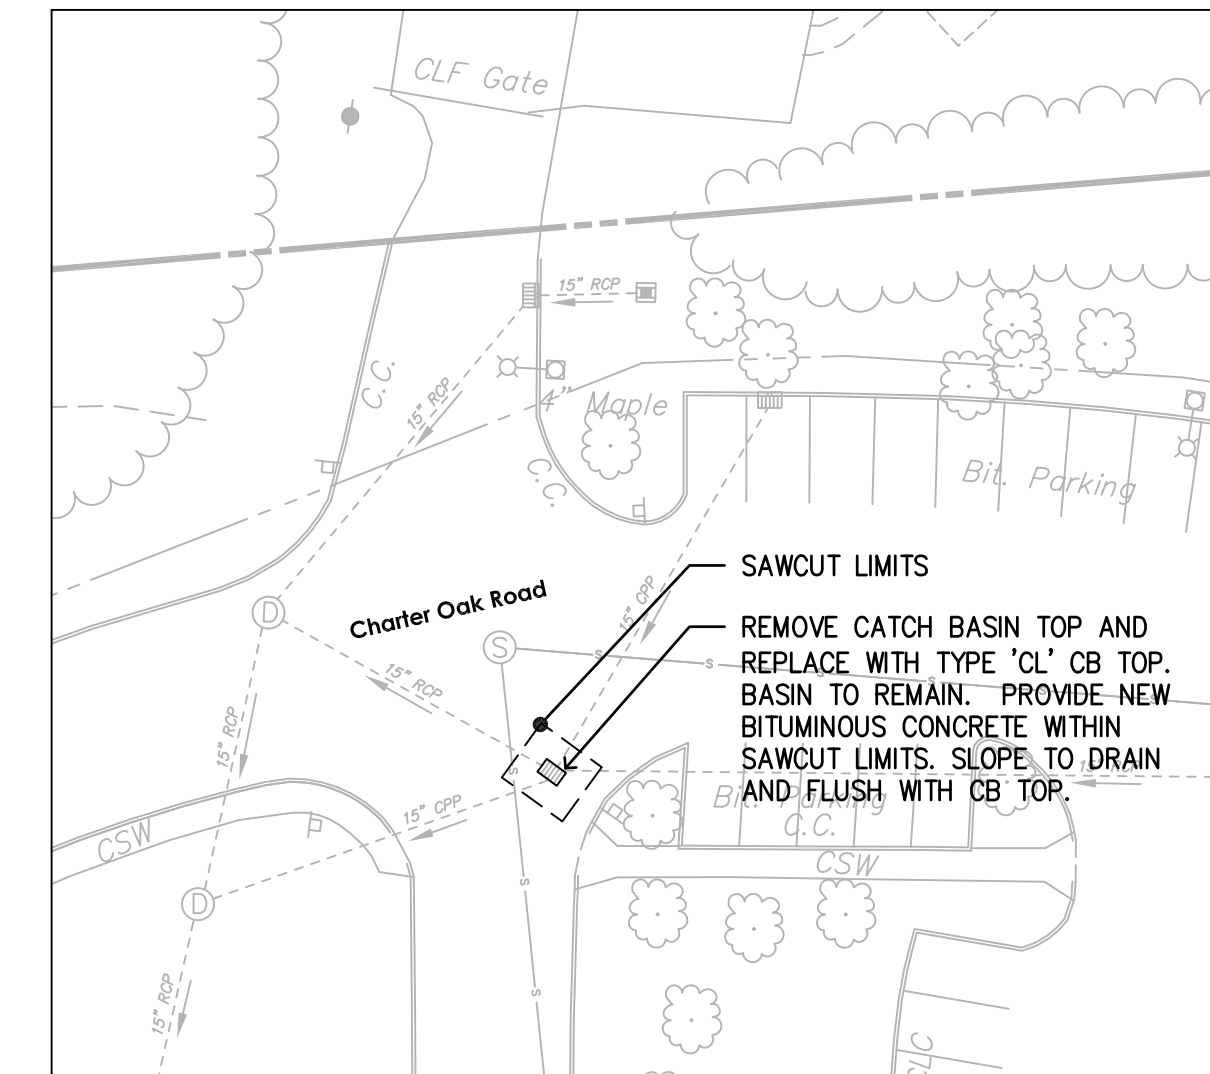 CLF Gate
15" RCP
C.C.
15" RCP
4" Maple
C.C.
Bit. Parking
SAWCUT LIMITS
Charter Oak Road
D
15" CPP
REMOVE CATCH BASIN TOP AND
REPLACE WITH TYPE 'CL' CB TOP.
BASIN TO REMAIN. PROVIDE NEW
BITUMINOUS CONCRETE WITHIN
SAWCUT LIMITS. SLOPE TO DRAIN
AND FLUSH WITH CB TOP.
S
s
s
s
s
s
15" RCP
15" RCP
s
15" RCP
Bit. Parking
C.C.
15" CPP
CSW
CSW
s
D
15" RCP
s
CLC